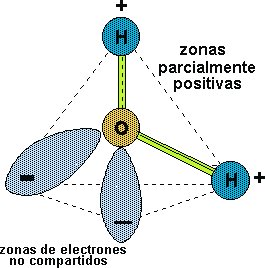 +
H
zonas
parcialmente
positivas
O
H
+
zonas de electrones
no compartidos